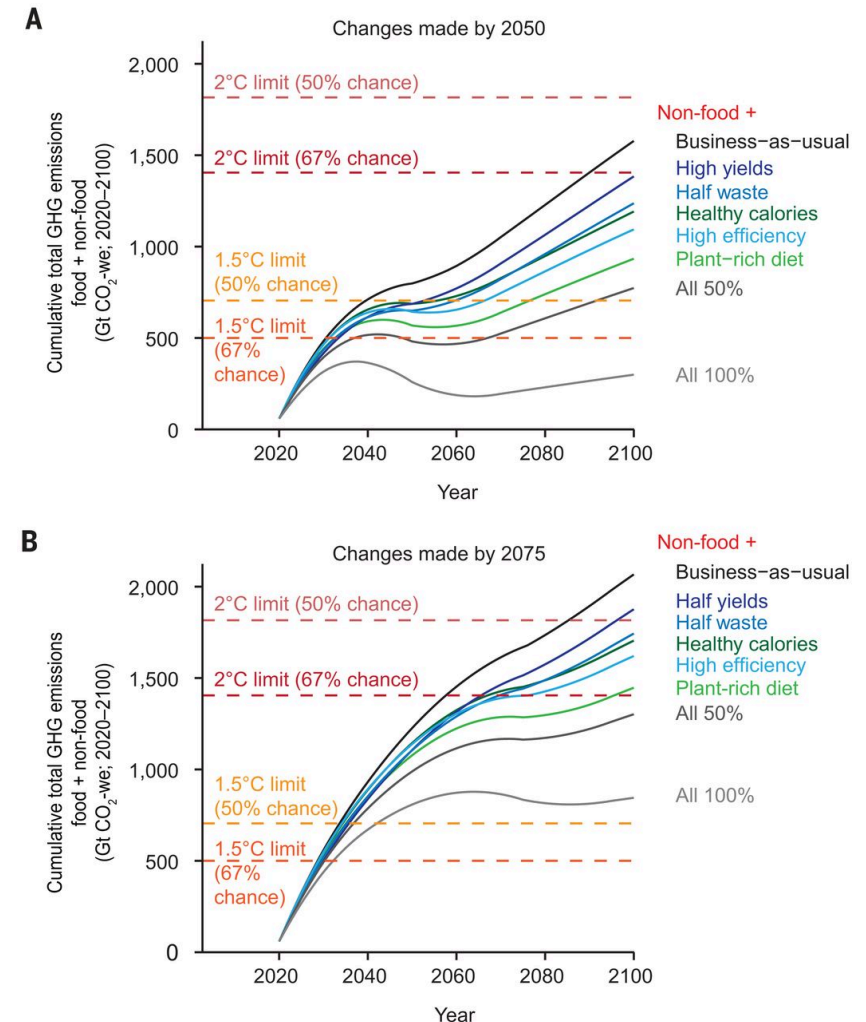 A
Changes made by 2050
Cumulative total GHG emissions
food + non-food
(Gt CO2-we; 2020–2100)
2,000
1,500
1,000
500
0
2°C limit (50% chance)
2°C limit (67% chance)
1.5°C limit
(50% chance)
1.5°C limit
(67%
chance)
Non-food +
Business−as−usual
High yields
Half waste
Healthy calories
High efficiency
Plant−rich diet
All 50%
All 100%
2020 2040 2060 2080 2100
Year
B
Changes made by 2075
Cumulative total GHG emissions
food + non-food
(Gt CO2-we; 2020–2100)
2,000
1,500
1,000
500
0
2°C limit (50% chance)
2°C limit (67% chance)
1.5°C limit
(50% chance)
1.5°C limit
(67%
chance)
Non-food +
Business−as−usual
Half yields
Half waste
Healthy calories
High efficiency
Plant-rich diet
All 50%
All 100%
2020 2040 2060 2080 2100
Year